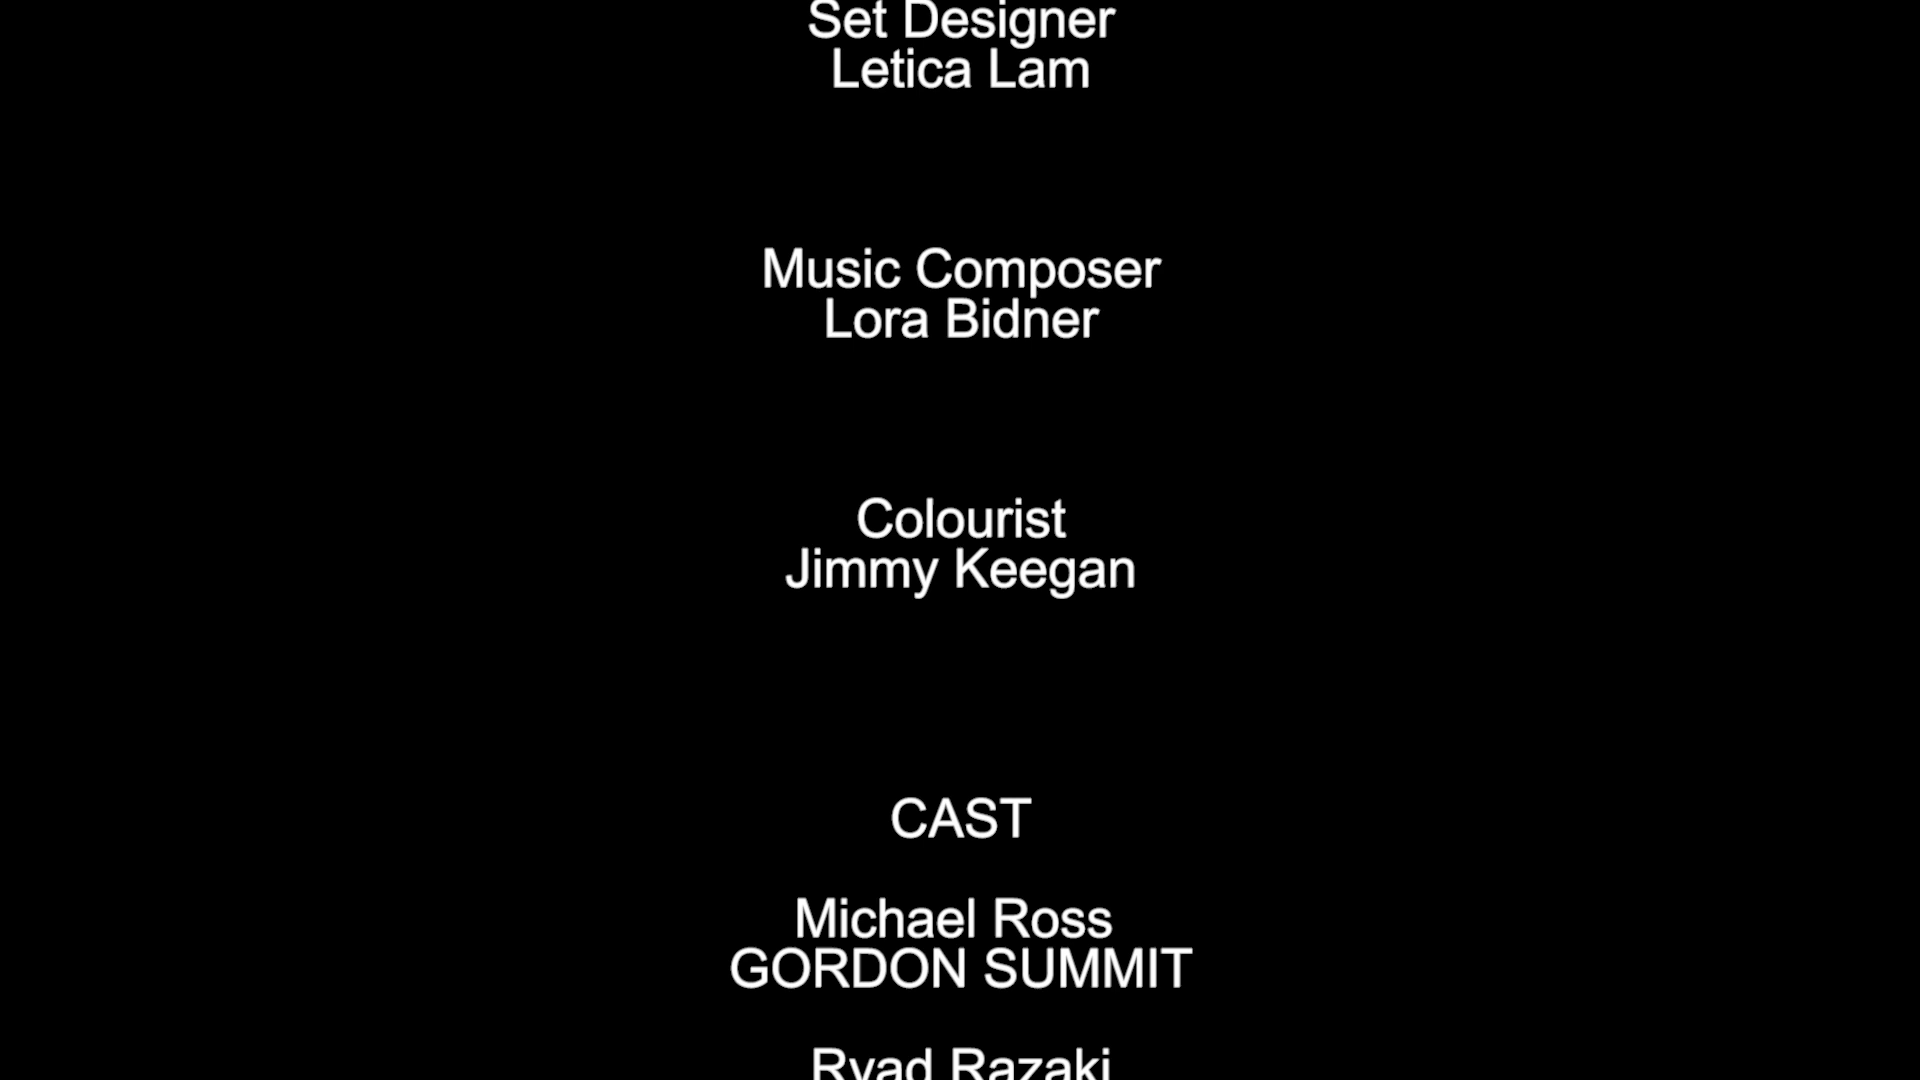 Set Designer
Letica Lam
Music Composer
Lora Bidner
Colourist
Jimmy Keegan
CAST
Michael Ross
GORDON SUMMIT
Ryad Razaki